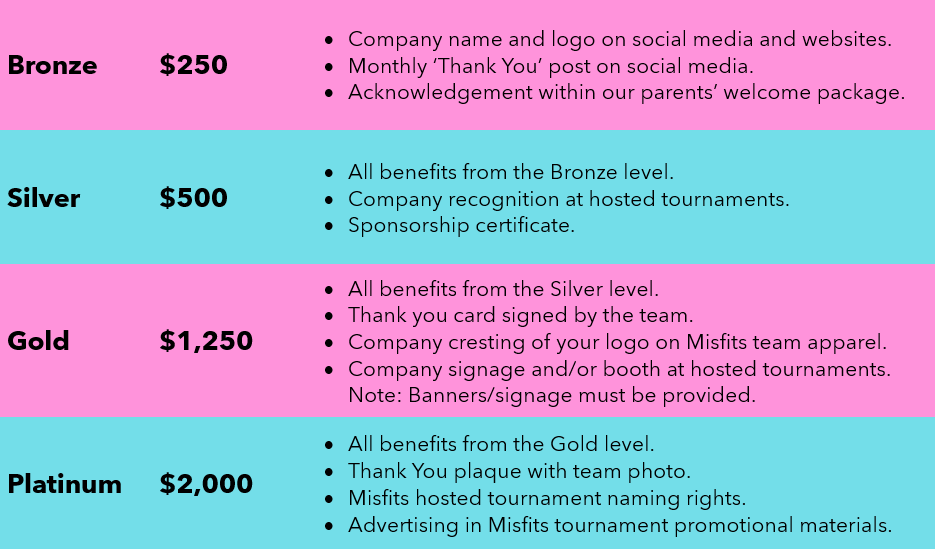 Bronze $250
• Company name and logo on social media and websites.
• Monthly ‘Thank You’ post on social media.
• Acknowledgement within our parents’ welcome package.
Silver $500
• All benefits from the Bronze level.
• Company recognition at hosted tournaments.
• Sponsorship certificate.
Gold $1,250
• All benefits from the Silver level.
• Thank you card signed by the team.
• Company cresting of your logo on Misfits team apparel.
• Company signage and/or booth at hosted tournaments.
Note: Banners/signage must be provided.
Platinum $2,000
• All benefits from the Gold level.
• Thank You plaque with team photo.
• Misfits hosted tournament naming rights.
• Advertising in Misfits tournament promotional materials.